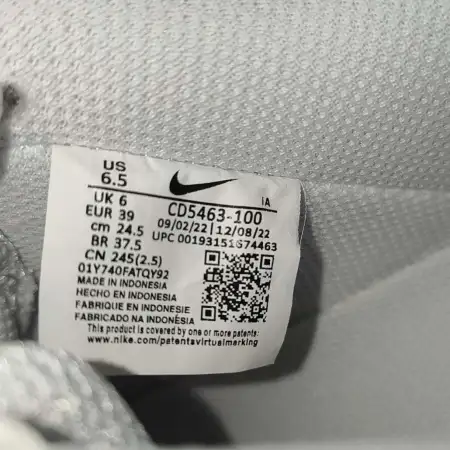 US
6.5
IA
UK 6
CD5463-100
EUR 39
09/02/22 | 12/08/22
cm 24.5
UPC 00193151674463
BR 37.5
CN 245(2.5)
01Y740FATQY92
MADE IN INDONESIA
HECHO EN INDONESIA
FABRIQUE EN INDONESIE
FABRICADO NA INDONÉSIA
This product is covered by one or more patents:
www.nike.com/patentsvirtualmarking